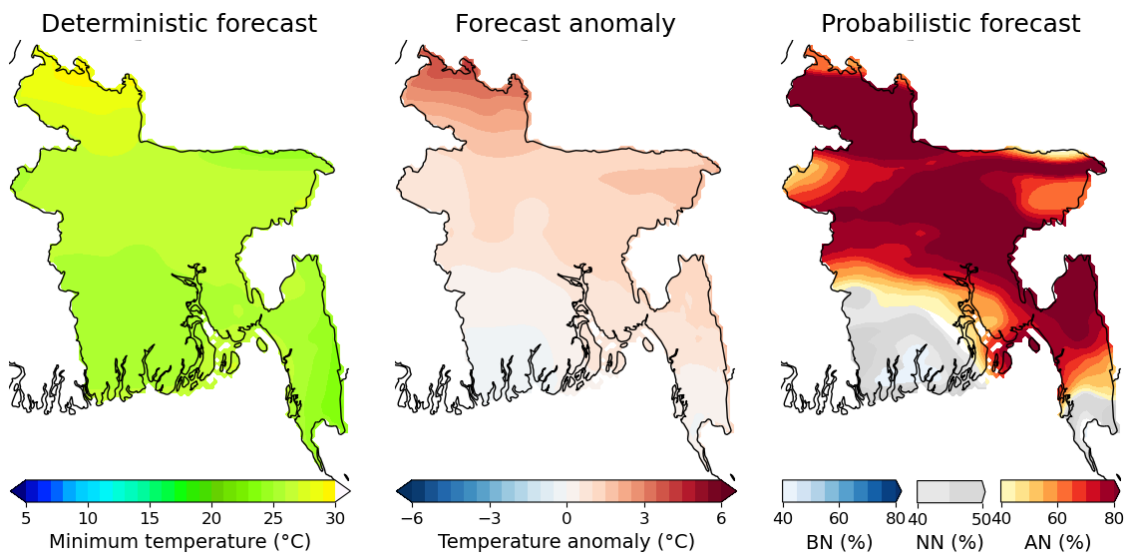 Deterministic forecast
Forecast anomaly
Probabilistic forecast
5 10 15 20 25 30
Minimum temperature (°C)
−6 −3 0 3 6
Temperature anomaly (°C)
40 60 80
BN (%)
40 50
NN (%)
40 60 80
AN (%)